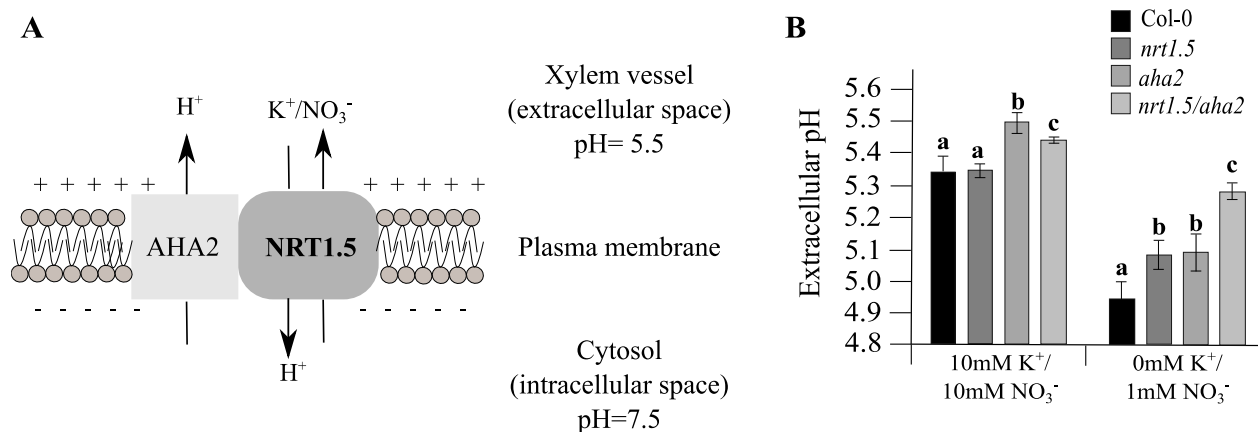 A
H⁺
K⁺/NO₃⁻
Xylem vessel
(extracellular space)
pH= 5.5
+ + + + +
+ + + + +
AHA2
NRT1.5
Plasma membrane
- - - - - -
- - - - -
H⁺
Cytosol
(intracellular space)
pH=7.5
B
Col-0
nrt1.5
aha2
nrt1.5/aha2
Extracellular pH
5.6
5.5
5.4
5.3
5.2
5.1
5.0
4.9
4.8
a
a
b
c
a
b
b
c
10mM K⁺/
10mM NO₃⁻
0mM K⁺/
1mM NO₃⁻